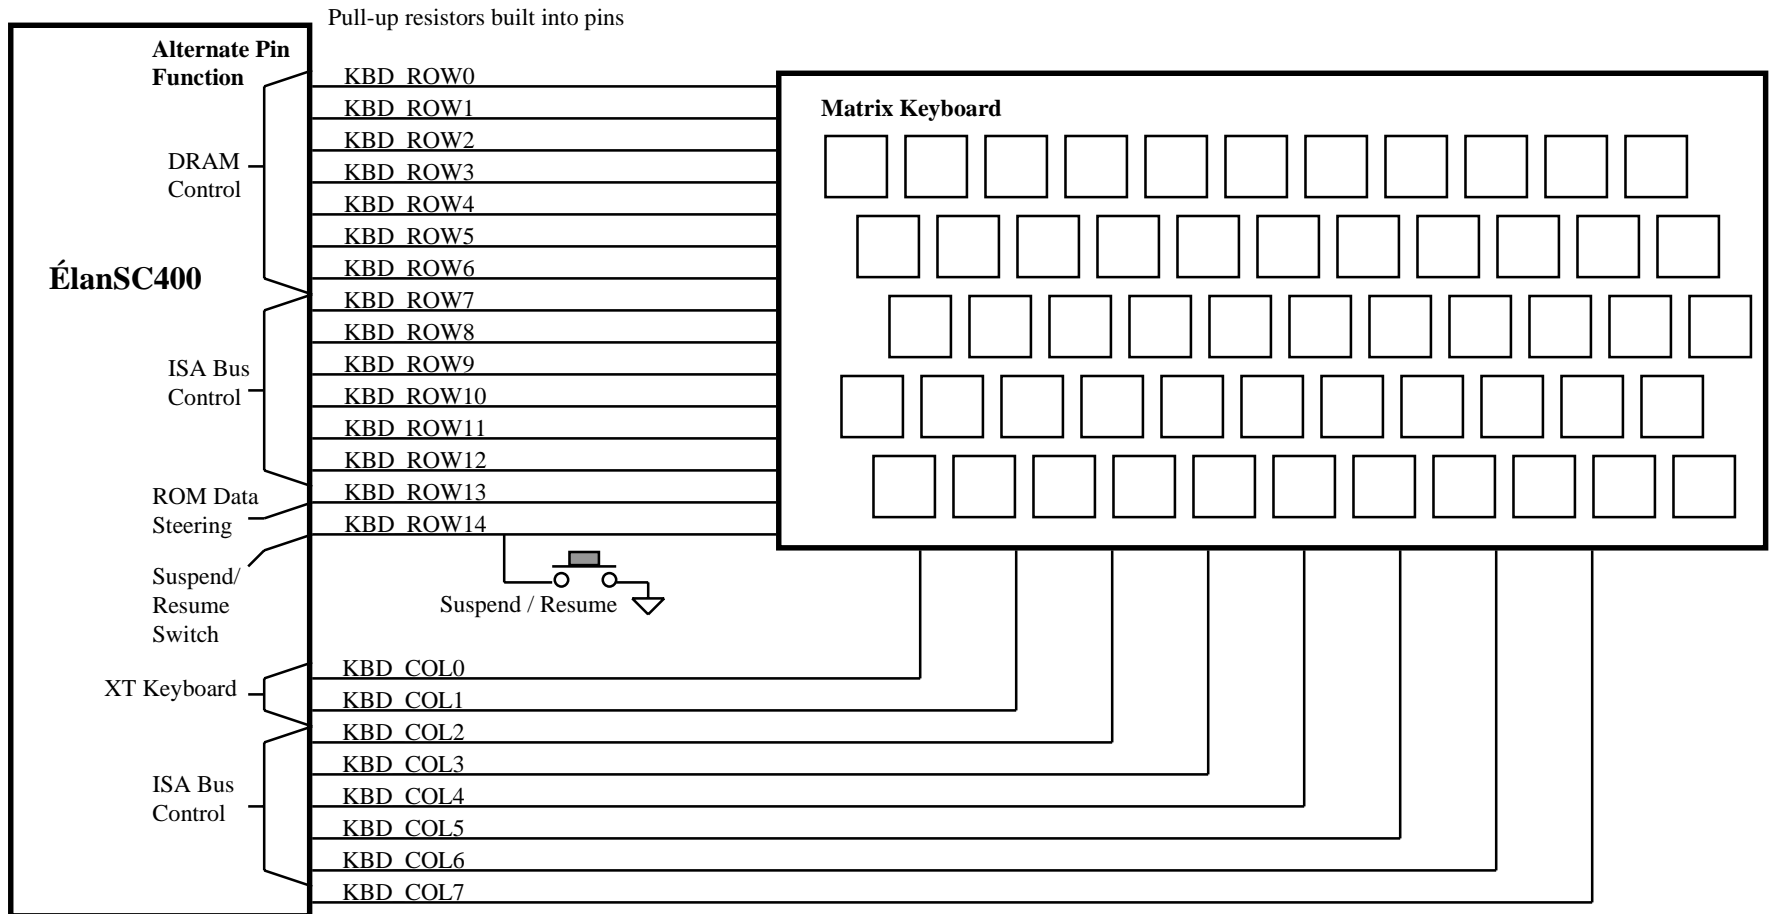 Pull-up resistors built into pins
Alternate Pin
Function
KBD_ROW0
KBD_ROW1
Matrix Keyboard
KBD_ROW2
DRAM
Control
KBD_ROW3
KBD_ROW4
KBD_ROW5
KBD_ROW6
ÉlanSC400
KBD_ROW7
KBD_ROW8
ISA Bus
Control
KBD_ROW9
KBD_ROW10
KBD_ROW11
KBD_ROW12
ROM Data
Steering
KBD_ROW13
KBD_ROW14
Suspend/
Resume
Switch
Suspend / Resume
KBD_COL0
XT Keyboard
KBD_COL1
KBD_COL2
KBD_COL3
ISA Bus
Control
KBD_COL4
KBD_COL5
KBD_COL6
KBD_COL7